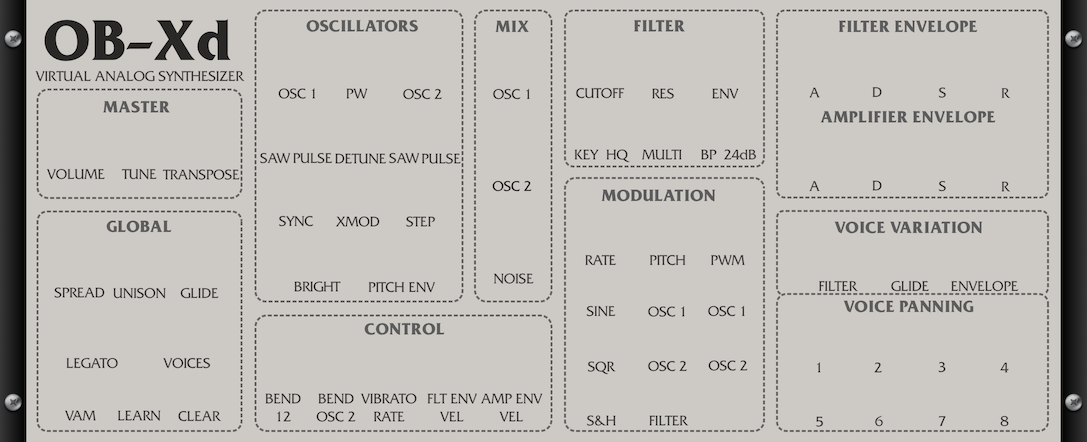 OB-Xd
VIRTUAL ANALOG SYNTHESIZER
MASTER
VOLUME TUNE TRANSPOSE
GLOBAL
SPREAD UNISON GLIDE
LEGATO VOICES
VAM LEARN CLEAR
OSCILLATORS
OSC 1 PW OSC 2
SAW PULSE DETUNE SAW PULSE
SYNC XMOD STEP
BRIGHT PITCH ENV
MIX
OSC 1
OSC 2
NOISE
CONTROL
BEND BEND VIBRATO FLT ENV AMP ENV
12 OSC 2 RATE VEL VEL
FILTER
CUTOFF RES ENV
KEY HQ MULTI BP 24dB
MODULATION
RATE PITCH PWM
SINE OSC 1 OSC 1
SQR OSC 2 OSC 2
S&H FILTER
FILTER ENVELOPE
A D S R
AMPLIFIER ENVELOPE
A D S R
VOICE VARIATION
FILTER GLIDE ENVELOPE
VOICE PANNING
1 2 3 4
5 6 7 8